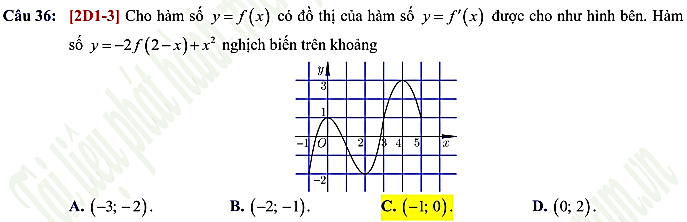 Câu 36: [2D1-3] Cho hàm số y = f(x) có đồ thị của hàm số y = f′(x) được cho như hình bên. Hàm
số y = −2f(2−x)+x² nghịch biến trên khoảng
y
3
1
−1 O 2 3 4 5 x
−2
A. (−3; −2). B. (−2; −1). C. (−1; 0). D. (0; 2).